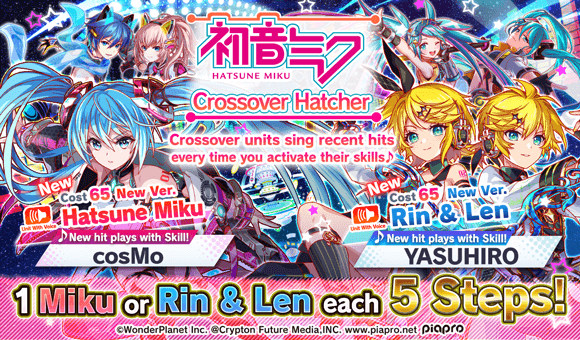 初音ミク
HATSUNE MIKU
Crossover Hatcher
Crossover units sing recent hits
every time you activate their skills♪
New
Cost 65 New Ver.
Unit With Voice
Hatsune Miku
♪New hit plays with Skill!
cosMo
New
Cost 65 New Ver.
Unit With Voice
Rin & Len
♪New hit plays with Skill!
YASUHIRO
1 Miku or Rin & Len each 5 Steps!
©WonderPlanet Inc. @Crypton Future Media,INC. www.piapro.net piapro